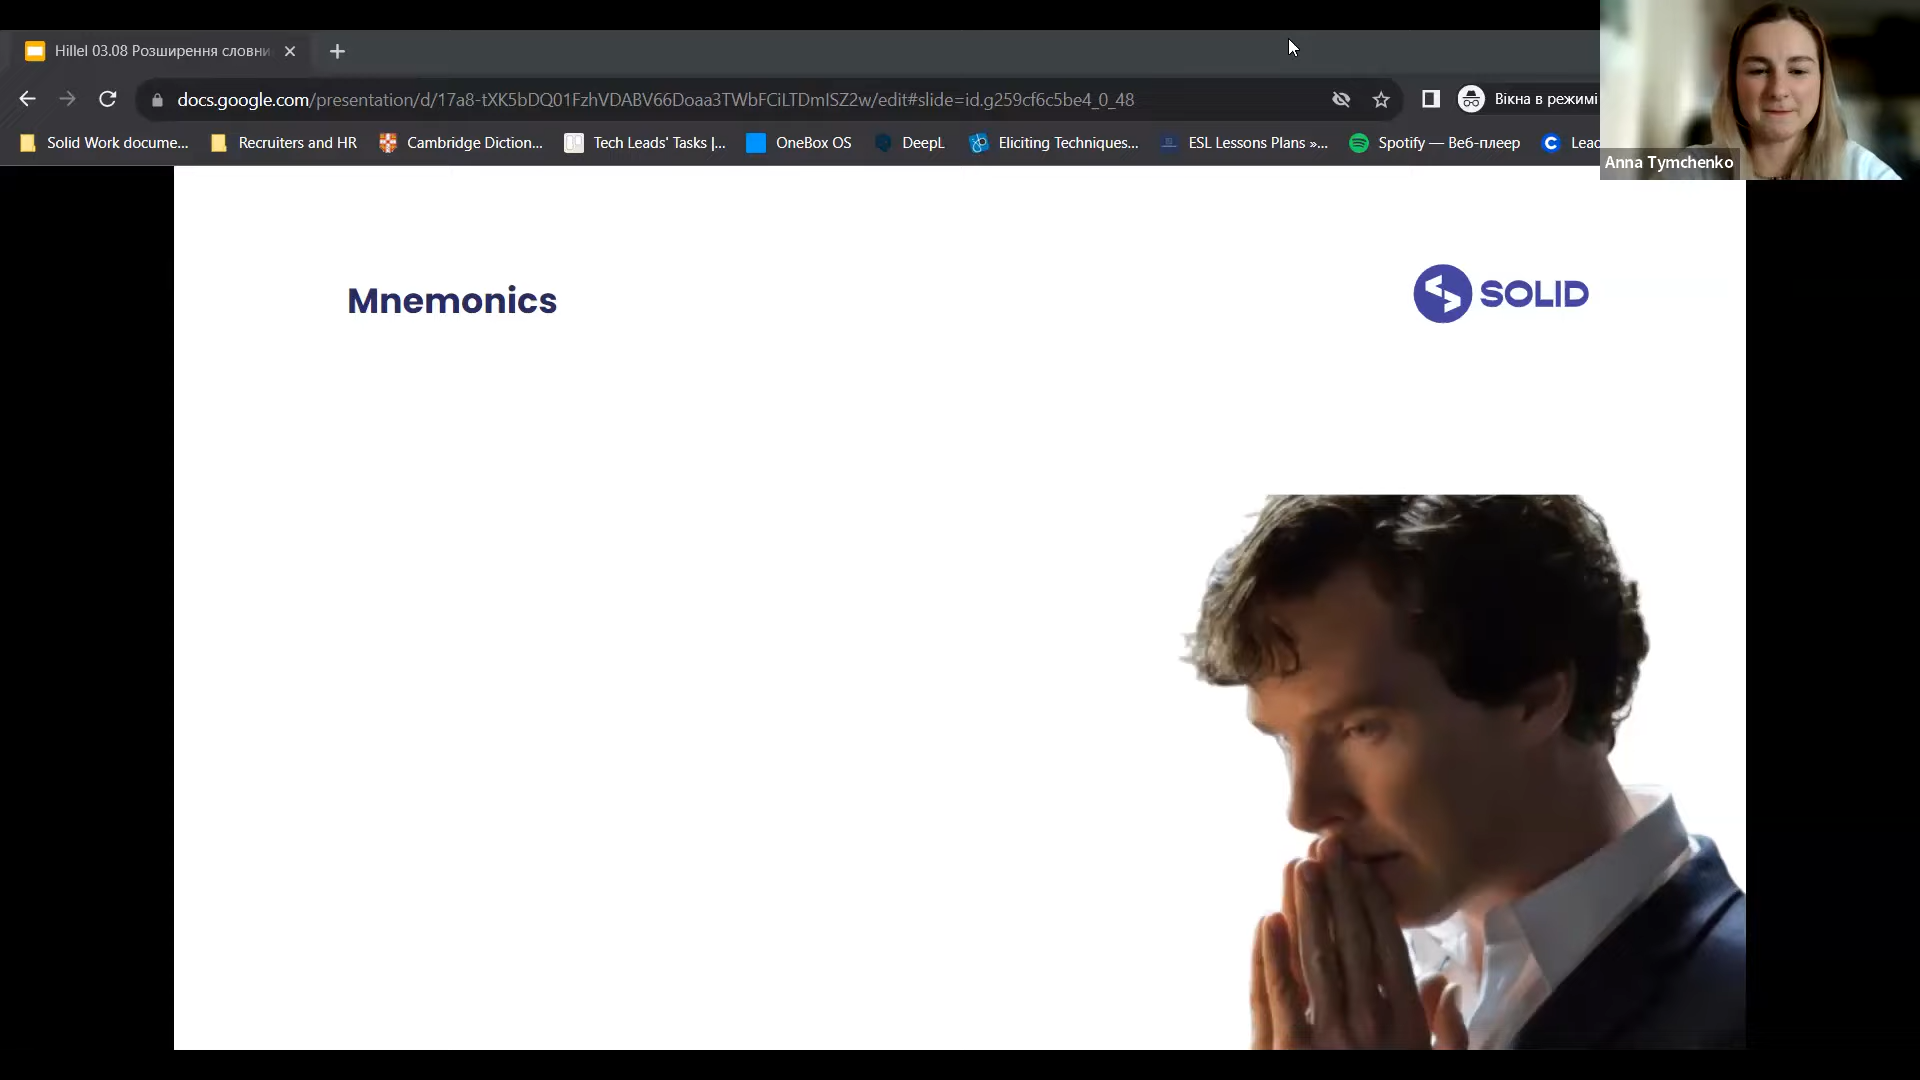 Hillel 03.08 Розширення словни
docs.google.com/presentation/d/17a8-tXK5bDQ01FzhVDABV66Doaa3TWbFCiLTDmISZ2w/edit#slide=id.g259cf6c5be4_0_48
Вікна в режимі
Solid Work docume...
Recruiters and HR
Cambridge Diction...
Tech Leads' Tasks |...
OneBox OS
DeepL
Eliciting Techniques...
ESL Lessons Plans »...
Spotify — Веб-плеер
Leac
Anna Tymchenko
Mnemonics
SOLID